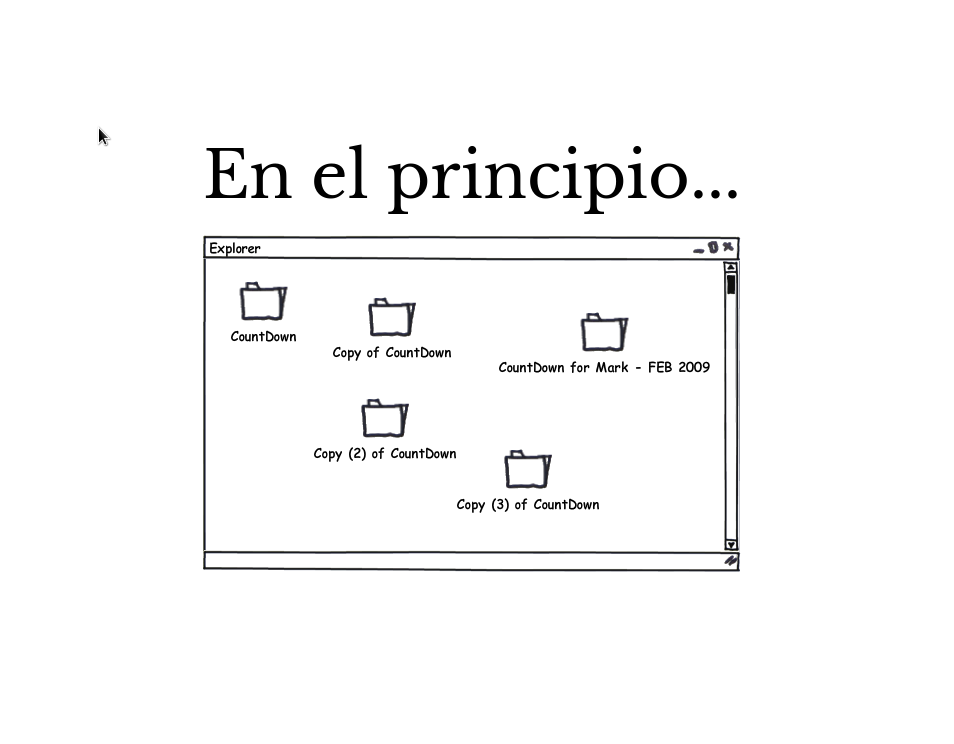 En el principio...
Explorer
CountDown
Copy of CountDown
CountDown for Mark - FEB 2009
Copy (2) of CountDown
Copy (3) of CountDown